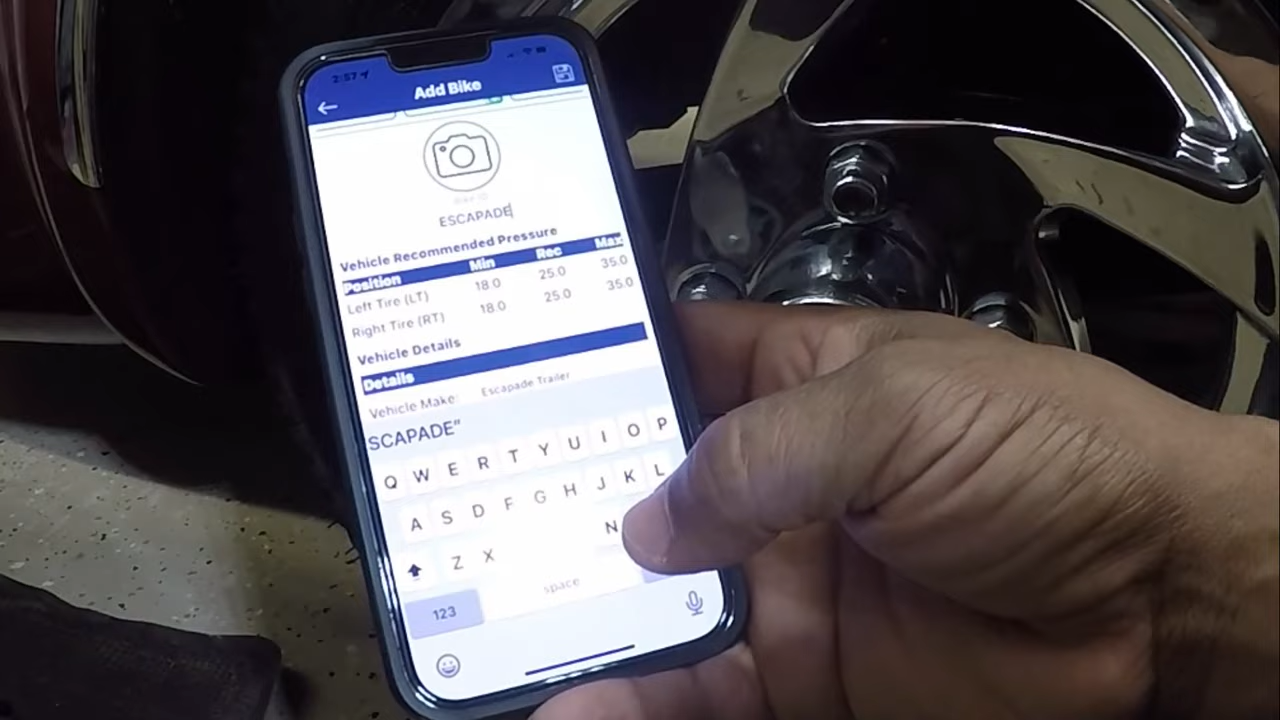 2:57
Add Bike
Bike ID
ESCAPADE
Vehicle Recommended Pressure
Position Min Rec Max
Left Tire (LT) 18.0 25.0 35.0
Right Tire (RT) 18.0 25.0 35.0
Vehicle Details
Details
Vehicle Make: Escapade Trailer
SCAPADE"
Q W E R T Y U I O P
A S D F G H J K L
Z X N
123 space